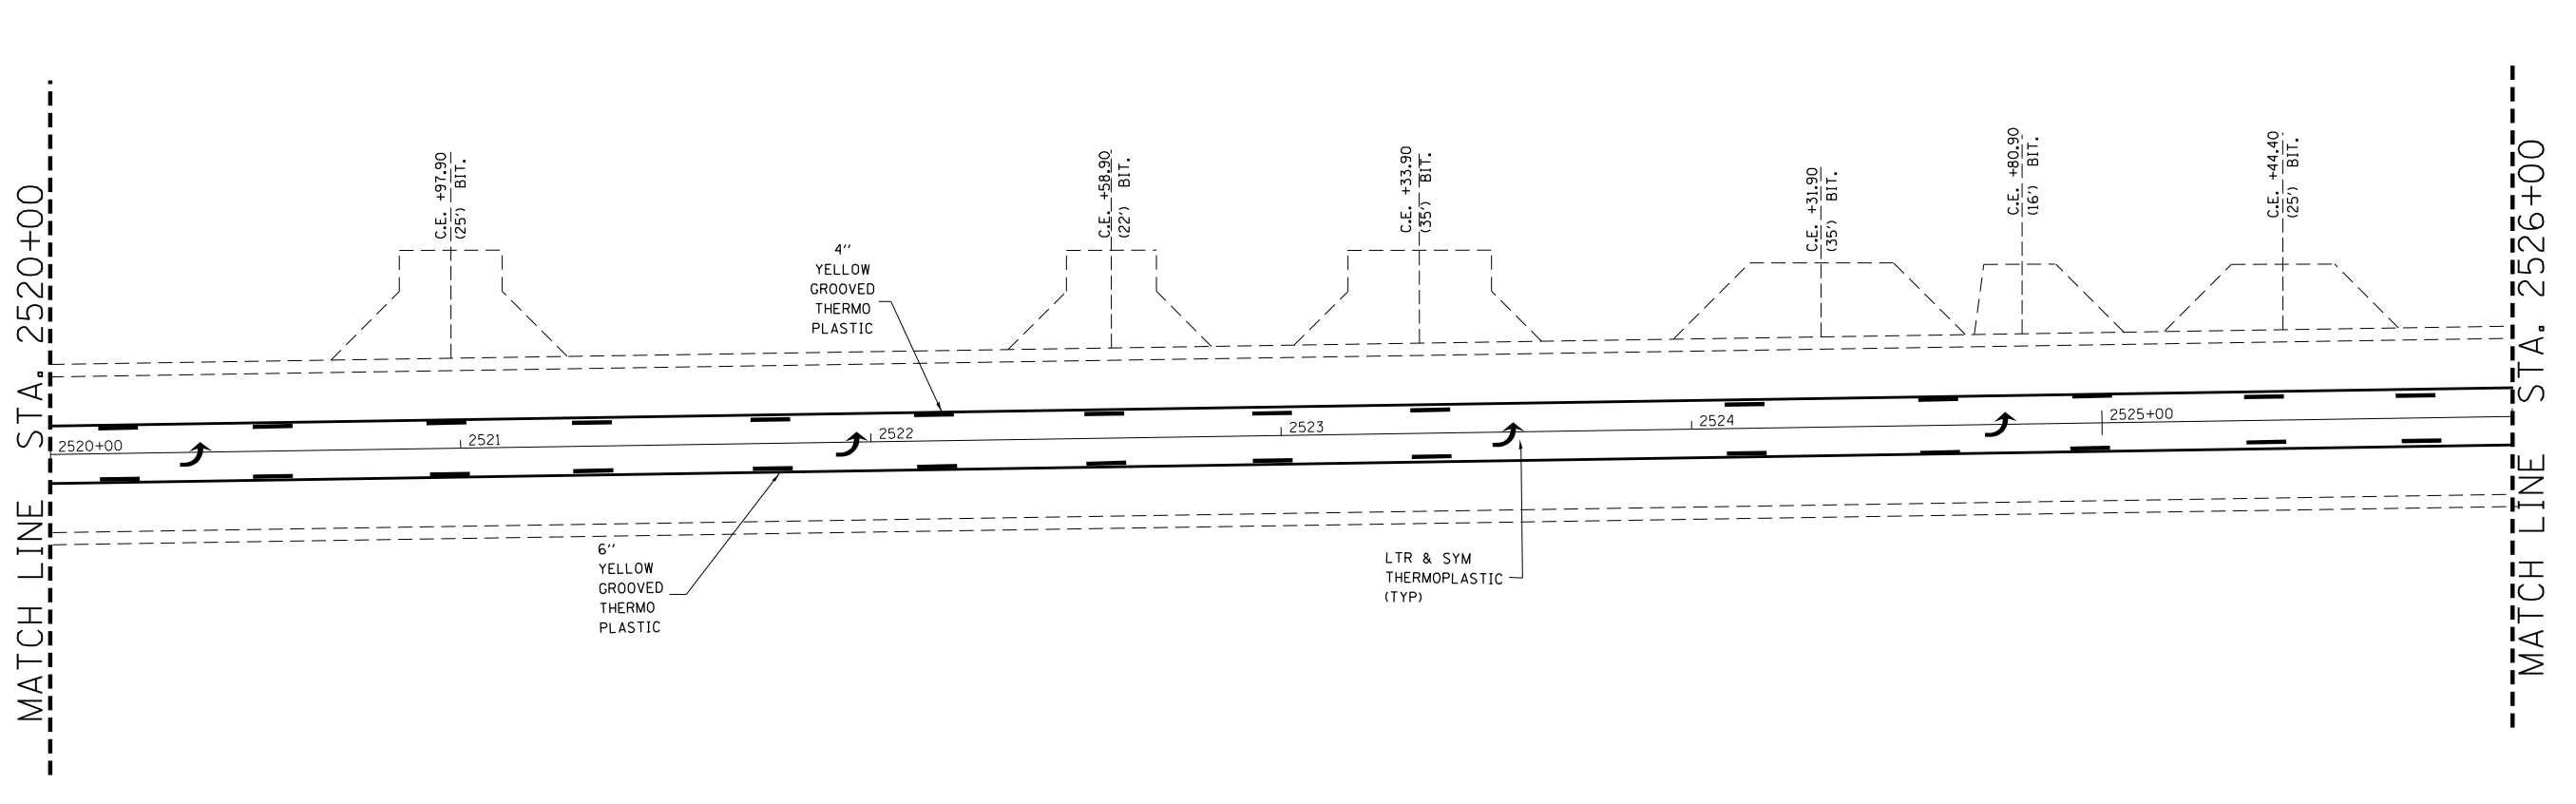 MATCH LINE STA. 2520+00
C.E. +97.90
(25') BIT.
C.E. +58.90
(22') BIT.
C.E. +33.90
(35') BIT.
C.E. +31.90
(35') BIT.
C.E. +80.90
(16') BIT.
C.E. +44.40
(25') BIT.
4''
YELLOW
GROOVED
THERMO
PLASTIC
2520+00
2521
2522
2523
2524
2525+00
6''
YELLOW
GROOVED
THERMO
PLASTIC
LTR & SYM
THERMOPLASTIC
(TYP)
MATCH LINE STA. 2526+00